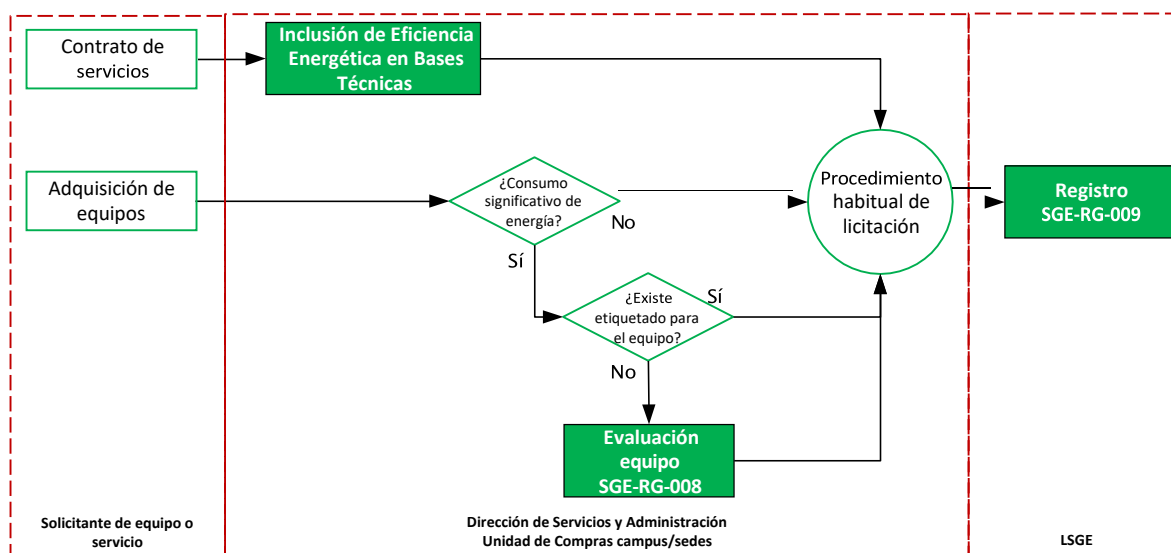 Contrato de
servicios
Inclusión de Eficiencia
Energética en Bases
Técnicas
Adquisición de
equipos
¿Consumo
significativo de
energía?
No
Sí
Procedimiento
habitual de
licitación
Registro
SGE-RG-009
¿Existe
etiquetado para
el equipo?
Sí
No
Evaluación
equipo
SGE-RG-008
Solicitante de equipo o
servicio
Dirección de Servicios y Administración
Unidad de Compras campus/sedes
LSGE